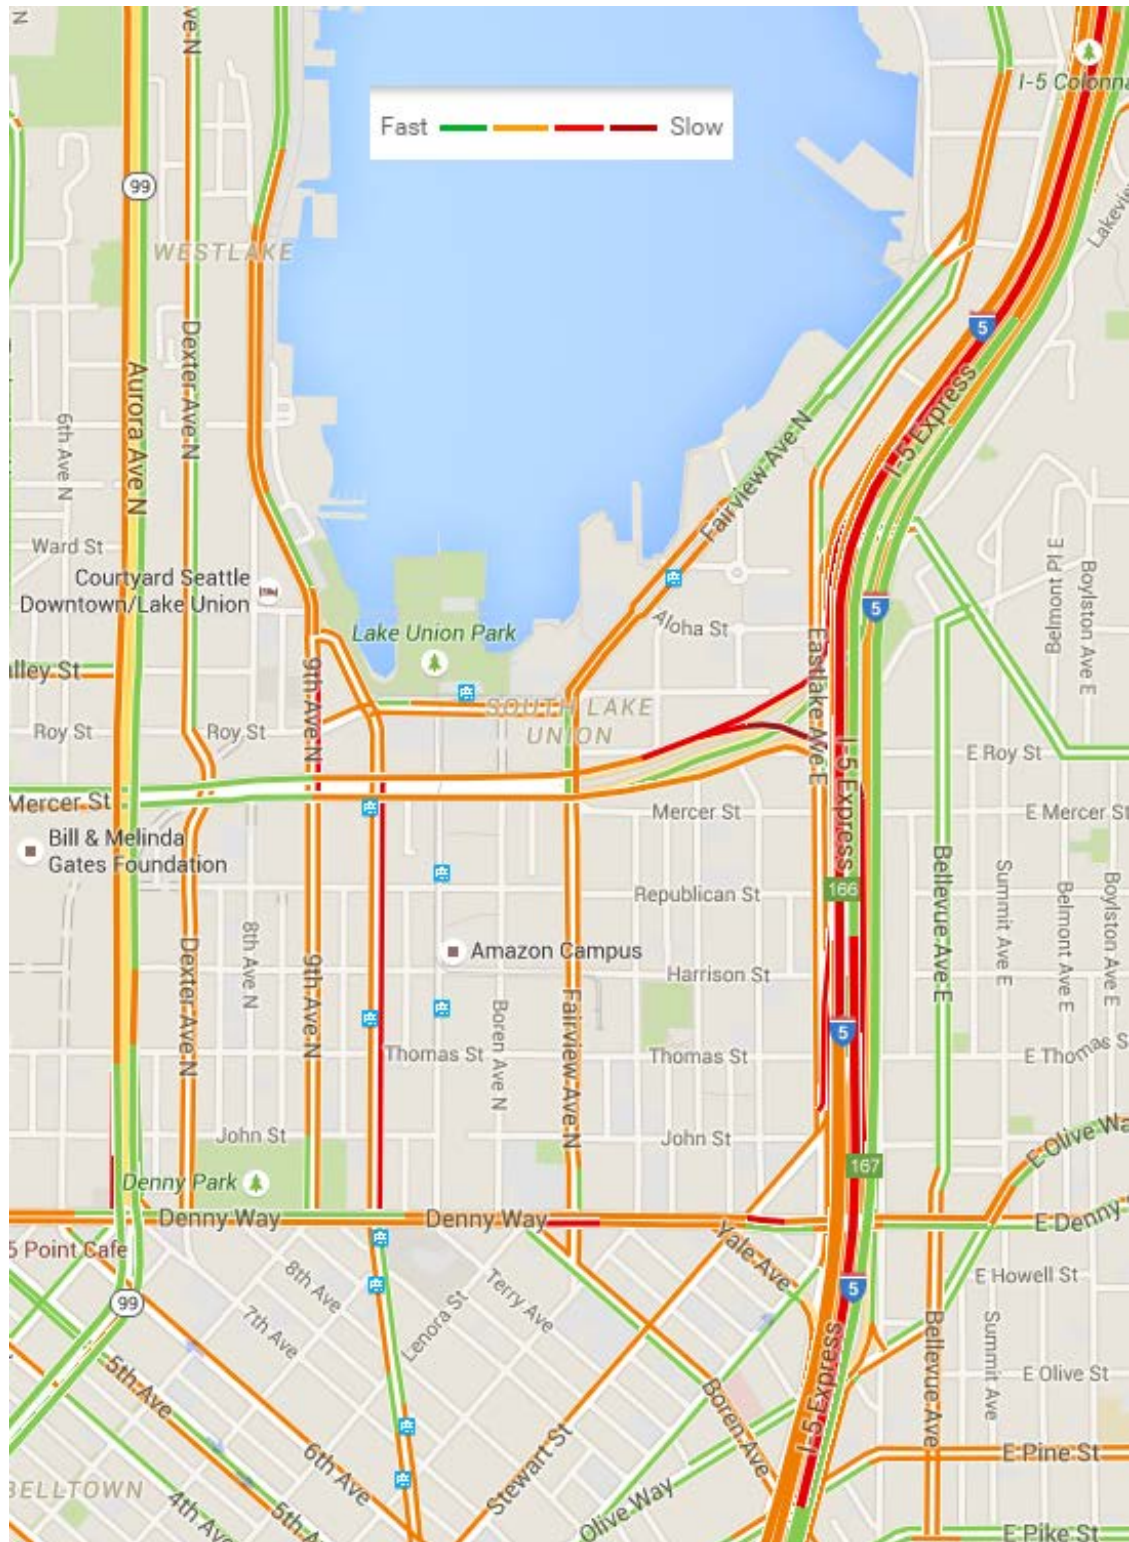 N
ve N
I-5 Colonna
Fast
Slow
99
Lakevie
WESTLAKE
5
Dexter Ave N
Aurora Ave N
6th Ave N
I-5 Express
Fairview Ave N
Ward St
Courtyard Seattle
Downtown/Lake Union
5
Belmont Pl E
Boylston Ave E
Aloha St
Lake Union Park
Eastlake Ave E
alley St
9th Ave N
SOUTH LAKE
UNION
Roy St
Roy St
I-5 Express
E Roy St
Mercer St
Mercer St
E Mercer St
Bill & Melinda
Gates Foundation
Bellevue Ave E
Summit Ave E
Belmont Ave E
Boylston Ave E
166
Republican St
8th Ave N
Dexter Ave N
9th Ave N
Amazon Campus
Harrison St
Fairview Ave N
Boren Ave N
5
Thomas St
Thomas St
E Thomas S
John St
John St
E Olive Wa
167
Denny Park
Denny Way
Denny Way
E Denny
Yale Ave
5 Point Cafe
8th Ave
Terry Ave
E Howell St
5
99
7th Ave
Lenora St
Bellevue Ave
Summit Ave
I-5 Express
5th Ave
E Olive St
Boren Ave
Stewart St
6th Ave
E Pine St
BELLTOWN
4th Ave
5th A
Olive Way
E Pike St